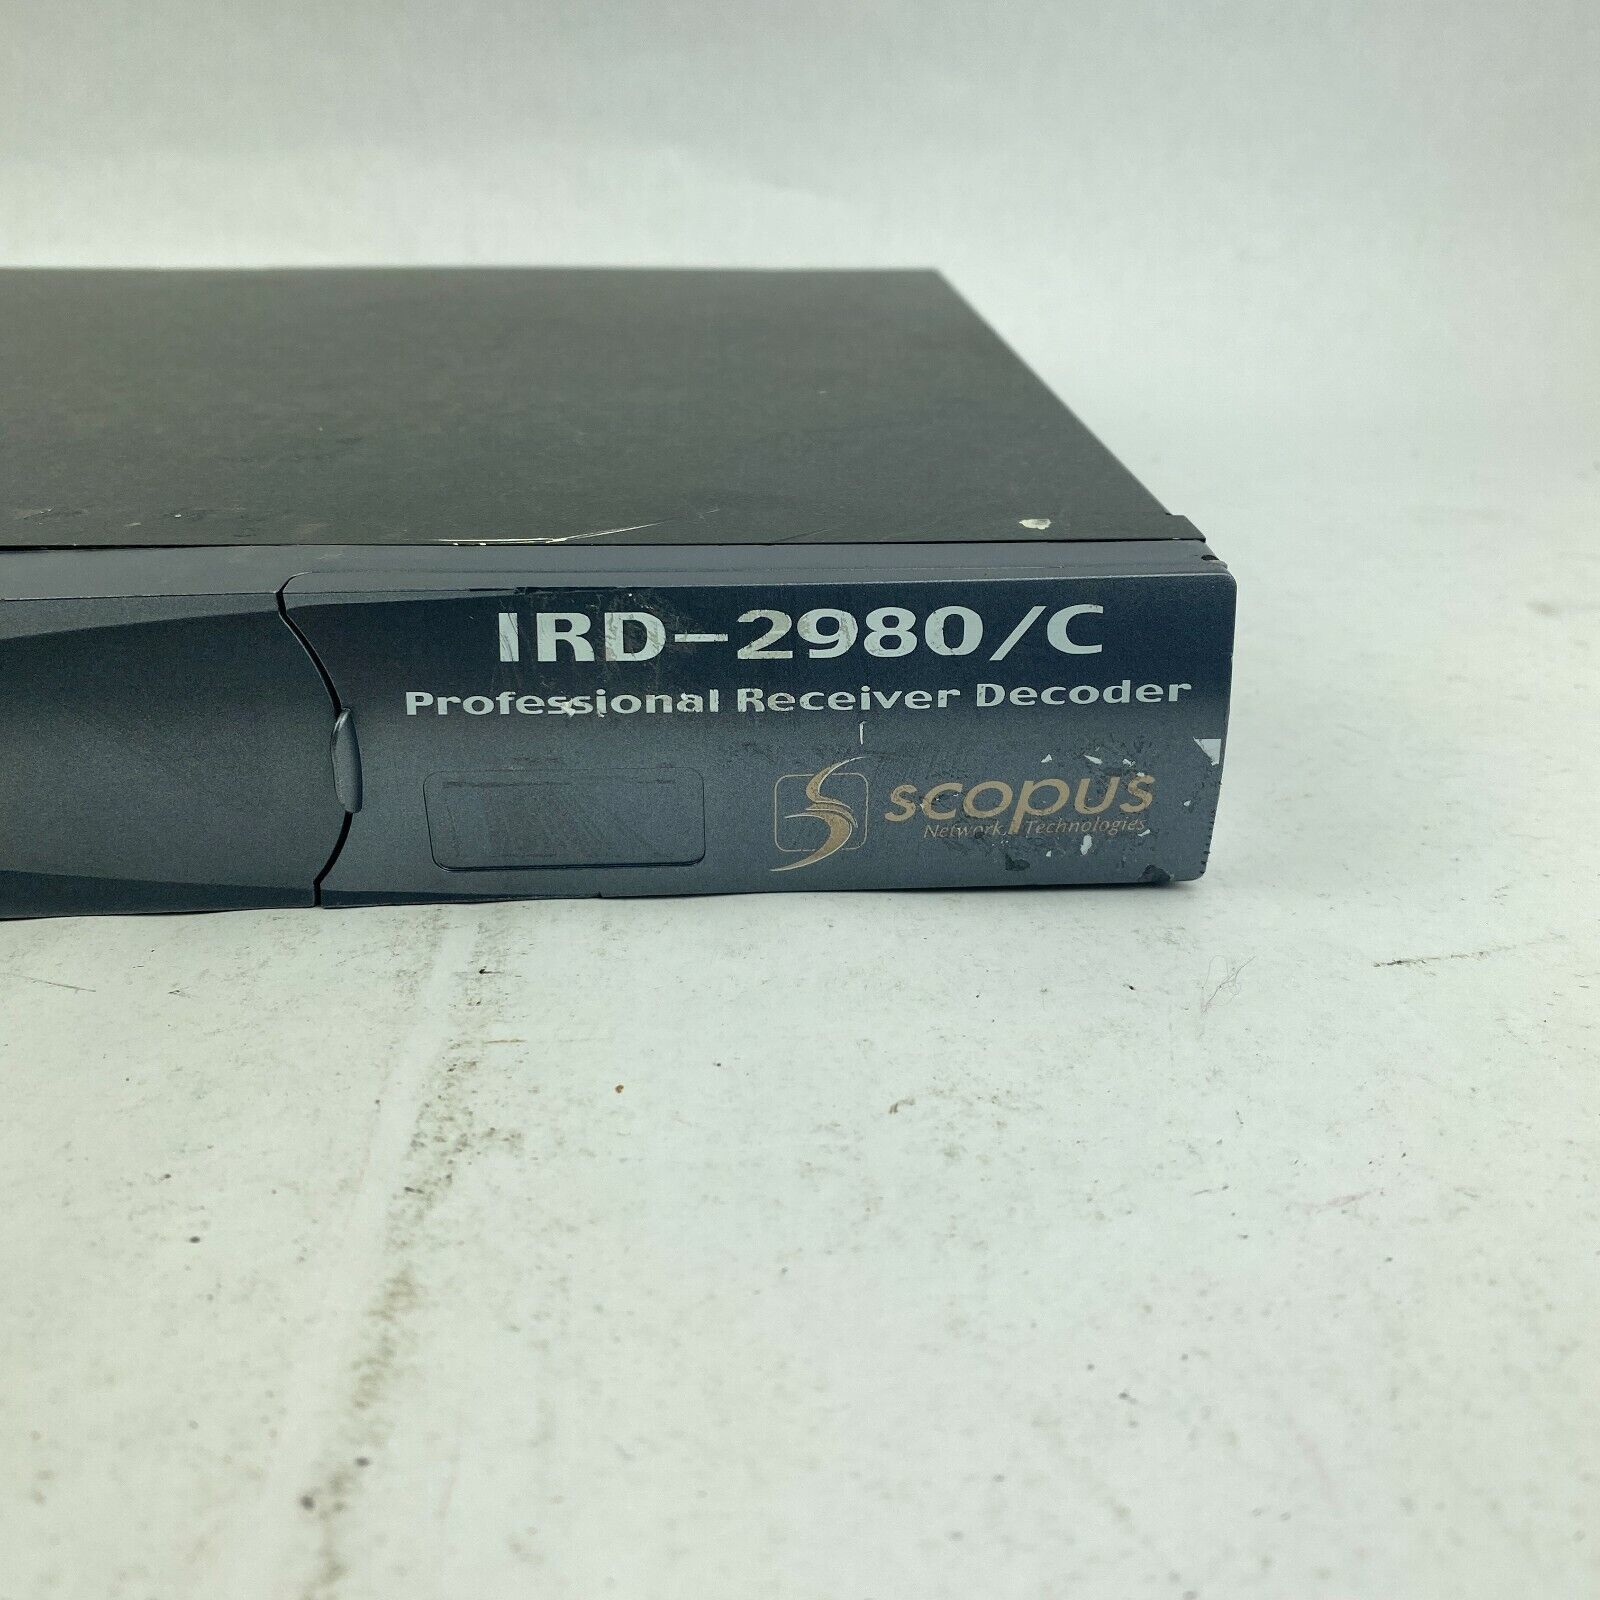 IRD-2980/C
Professional Receiver Decoder
scopus
Network Technologies